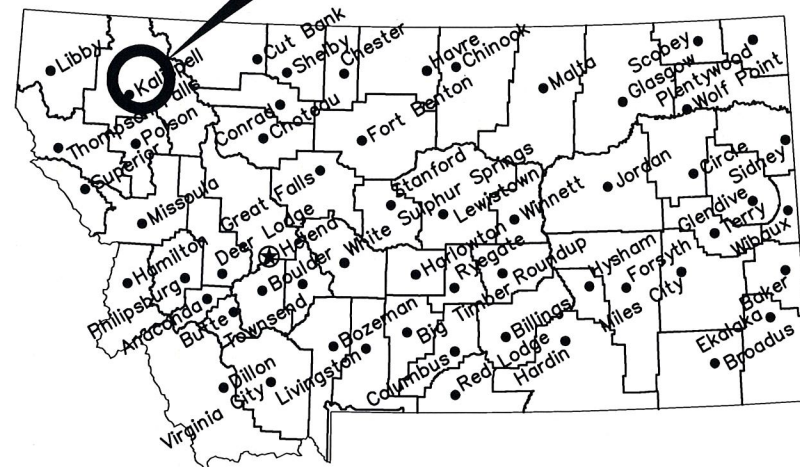 Libby
Kalispell
Cut Bank
Shelby
Chester
Havre
Chinook
Malta
Scobey
Glasgow
Plentywood
Wolf Point
Thompson Falls
Polson
Superior
Conrad
Choteau
Fort Benton
Missoula
Great Falls
Stanford
Lewistown
Winnett
Jordan
Circle
Sidney
Glendive
Terry
Wibaux
Hamilton
Deer Lodge
Helena
Boulder
White Sulphur Springs
Harlowton
Ryegate
Roundup
Hysham
Forsyth
Miles City
Baker
Philipsburg
Anaconda
Butte
Townsend
Bozeman
Big Timber
Billings
Ekalaka
Broadus
Dillon
Virginia City
Livingston
Columbus
Red Lodge
Hardin